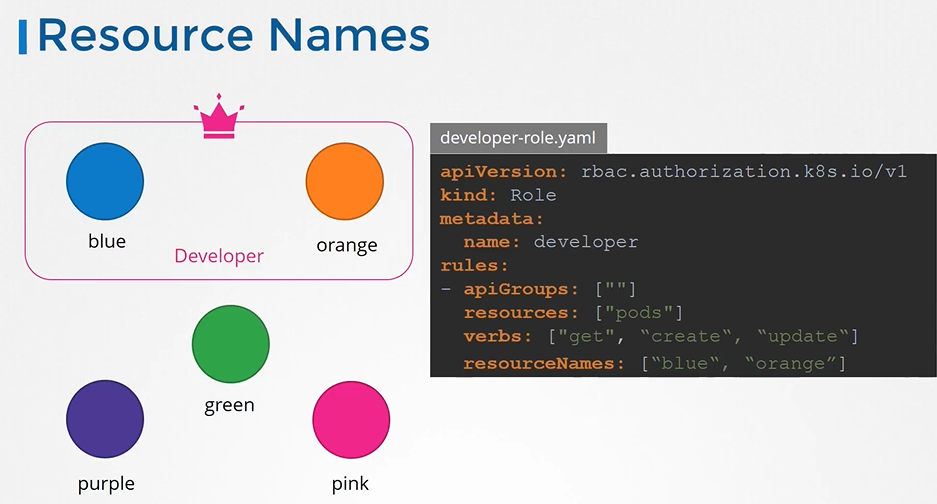 Resource Names
blue
orange
Developer
green
purple
pink
developer-role.yaml
apiVersion: rbac.authorization.k8s.io/v1
kind: Role
metadata:
  name: developer
rules:
- apiGroups: [""]
  resources: ["pods"]
  verbs: ["get", “create“, “update“]
  resourceNames: [“blue“, “orange”]